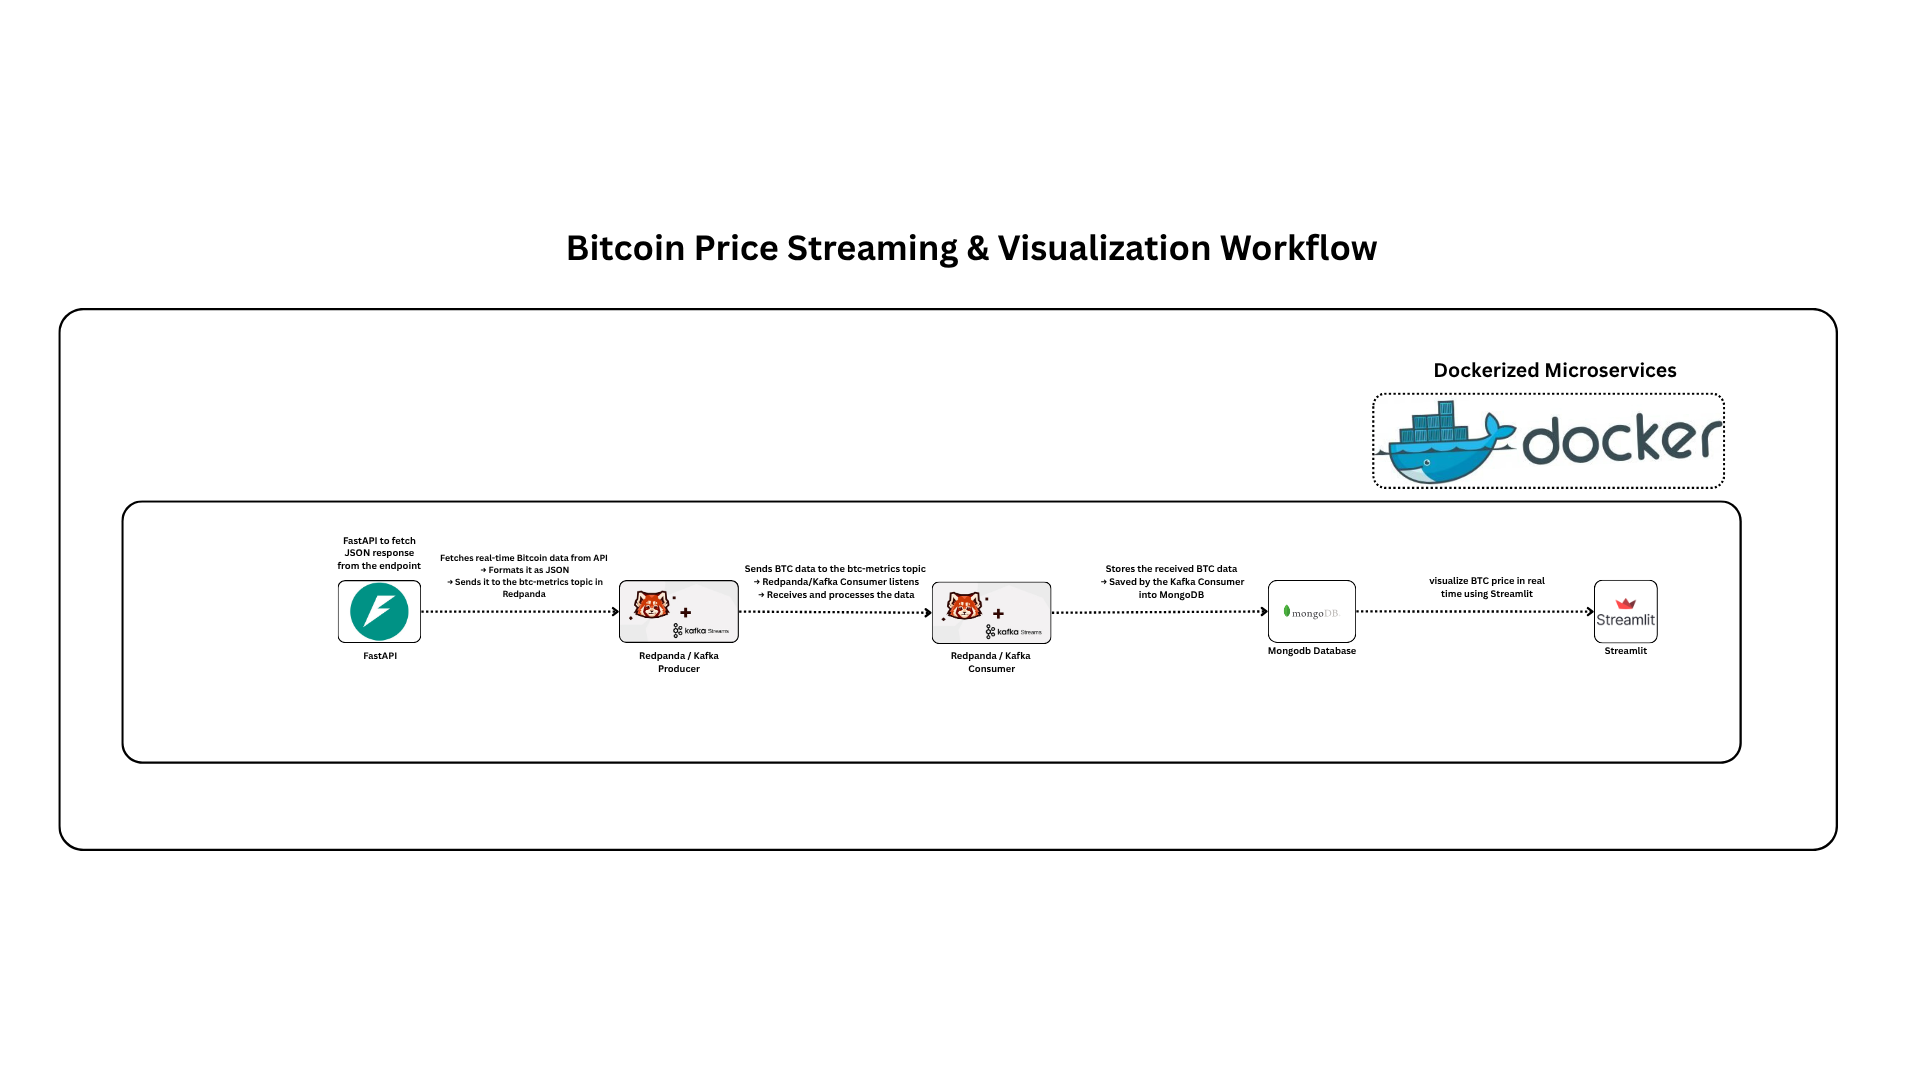 Bitcoin Price Streaming & Visualization Workflow
Dockerized Microservices
docker
FastAPI to fetch
JSON response
from the endpoint
FastAPI
Fetches real-time Bitcoin data from API
→ Formats it as JSON
→ Sends it to the btc-metrics topic in
Redpanda
kafka Streams
Redpanda / Kafka
Producer
Sends BTC data to the btc-metrics topic
→ Redpanda/Kafka Consumer listens
→ Receives and processes the data
kafka Streams
Redpanda / Kafka
Consumer
Stores the received BTC data
→ Saved by the Kafka Consumer
into MongoDB
mongoDB
Mongodb Database
visualize BTC price in real
time using Streamlit
Streamlit
Streamlit